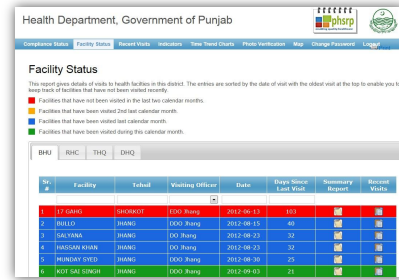 Health Department, Government of Punjab
phsrp
Compliance Status Facility Status Recent Visits Indicators Time Trend Charts Photo Verification Map Change Password Logout
Facility Status
This report gives details of visits to health facilties in this district. The entries are sorted by the date of visit with the oldest visit at the top to enable you to
keep track of facilities that have not been visited recently.
Facilities that have not been visited in the last two calendar months.
Facilities that have been visited 2nd last calendar month.
Facilities that have been visited last calendar month.
Facilities that have been visited during this calendar month.
BHU RHC THQ DHQ
Sr. # Facility Tehsil Visiting Officer Date Days Since Last Visit Summary Report Recent Visits
1 17 GAHG SHORKOT EDO Jhang 2012-06-13 103
2 BULLO JHANG DDO Jhang 2012-08-15 40
3 SALYANA JHANG DO Jhang 2012-08-23 32
4 HASSAN KHAN JHANG DO Jhang 2012-08-23 32
5 MUNDAY SYED JHANG DDO Jhang 2012-08-30 25
6 KOT SAI SINGH JHANG DDO Jhang 2012-09-03 21